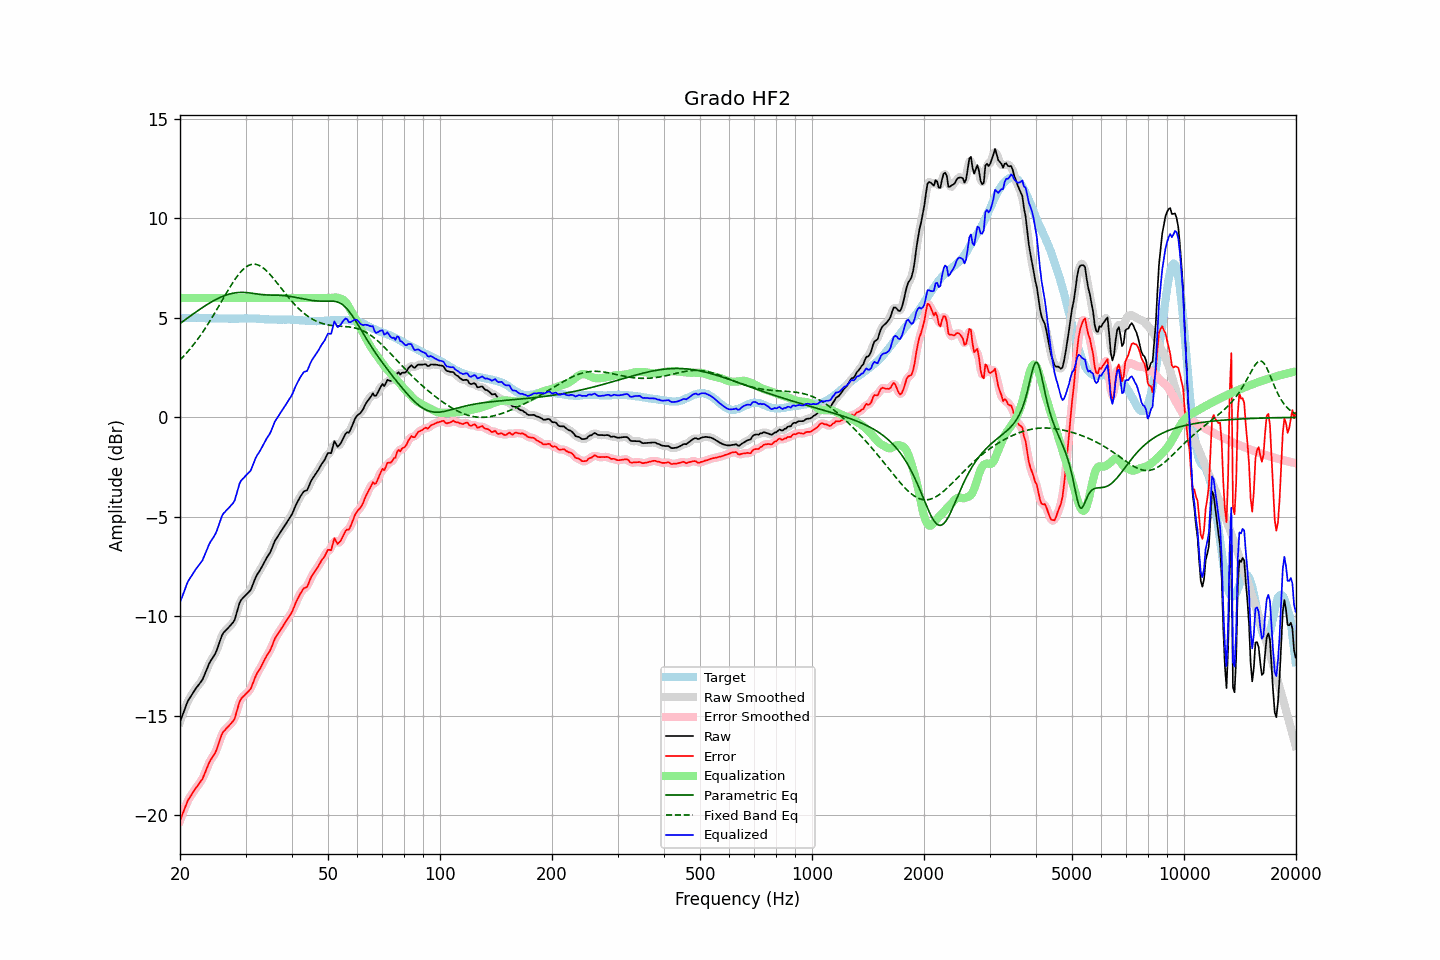 Grado HF2
15
10
5
0
−5
−10
−15
−20
Amplitude (dBr)
Target
Raw Smoothed
Error Smoothed
Raw
Error
Equalization
Parametric Eq
Fixed Band Eq
Equalized
20 50 100 200 500 1000 2000 5000 10000 20000
Frequency (Hz)